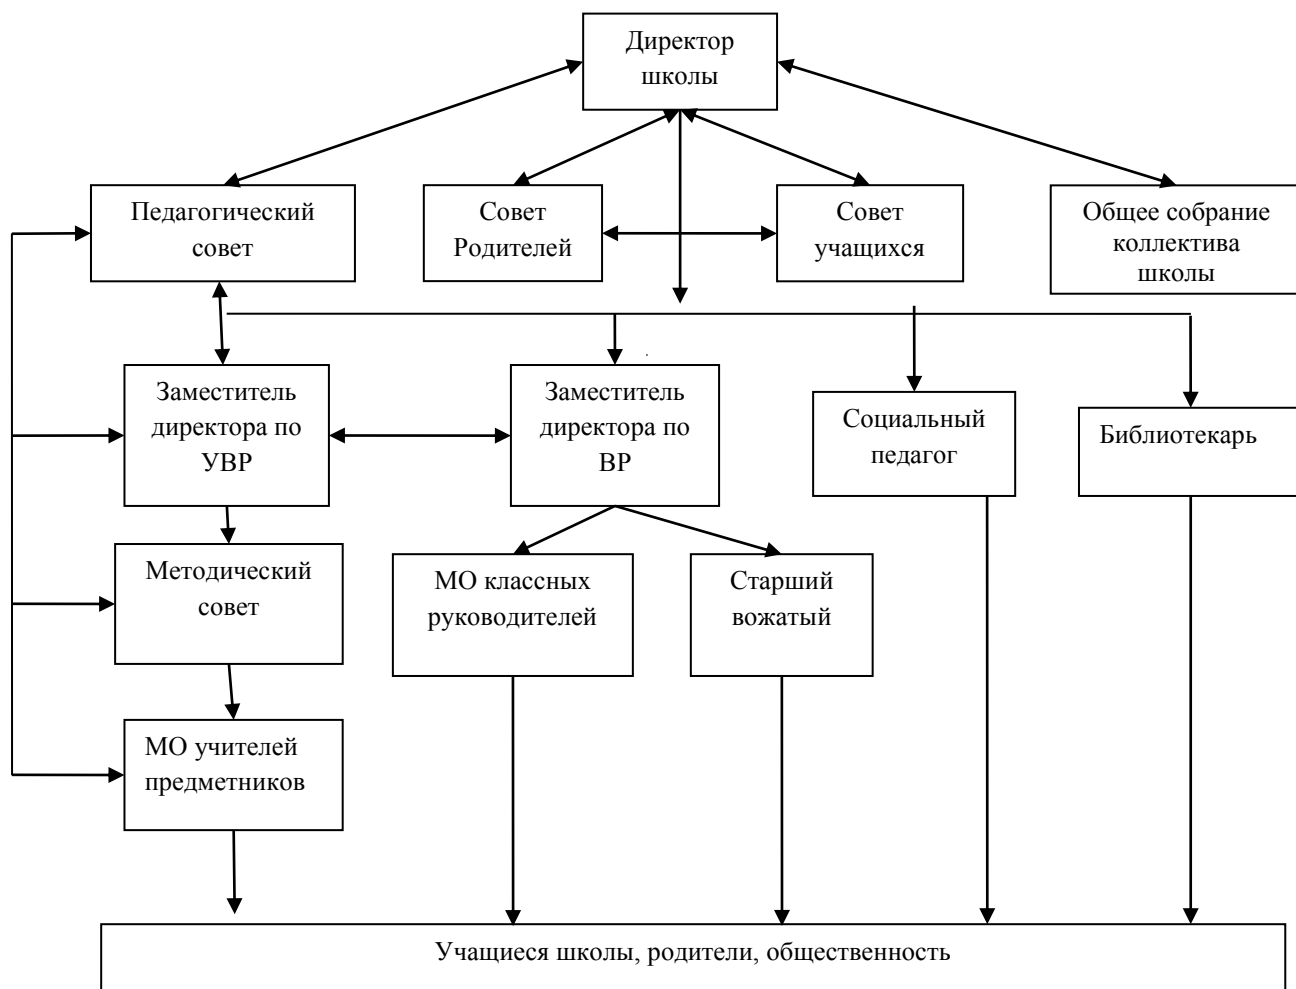 Директор
школы
Педагогический
совет
Совет
Родителей
Совет
учащихся
Общее собрание
коллектива
школы
Заместитель
директора по
УВР
Заместитель
директора по
ВР
Социальный
педагог
Библиотекарь
Методический
совет
МО классных
руководителей
Старший
вожатый
МО учителей
предметников
Учащиеся школы, родители, общественность